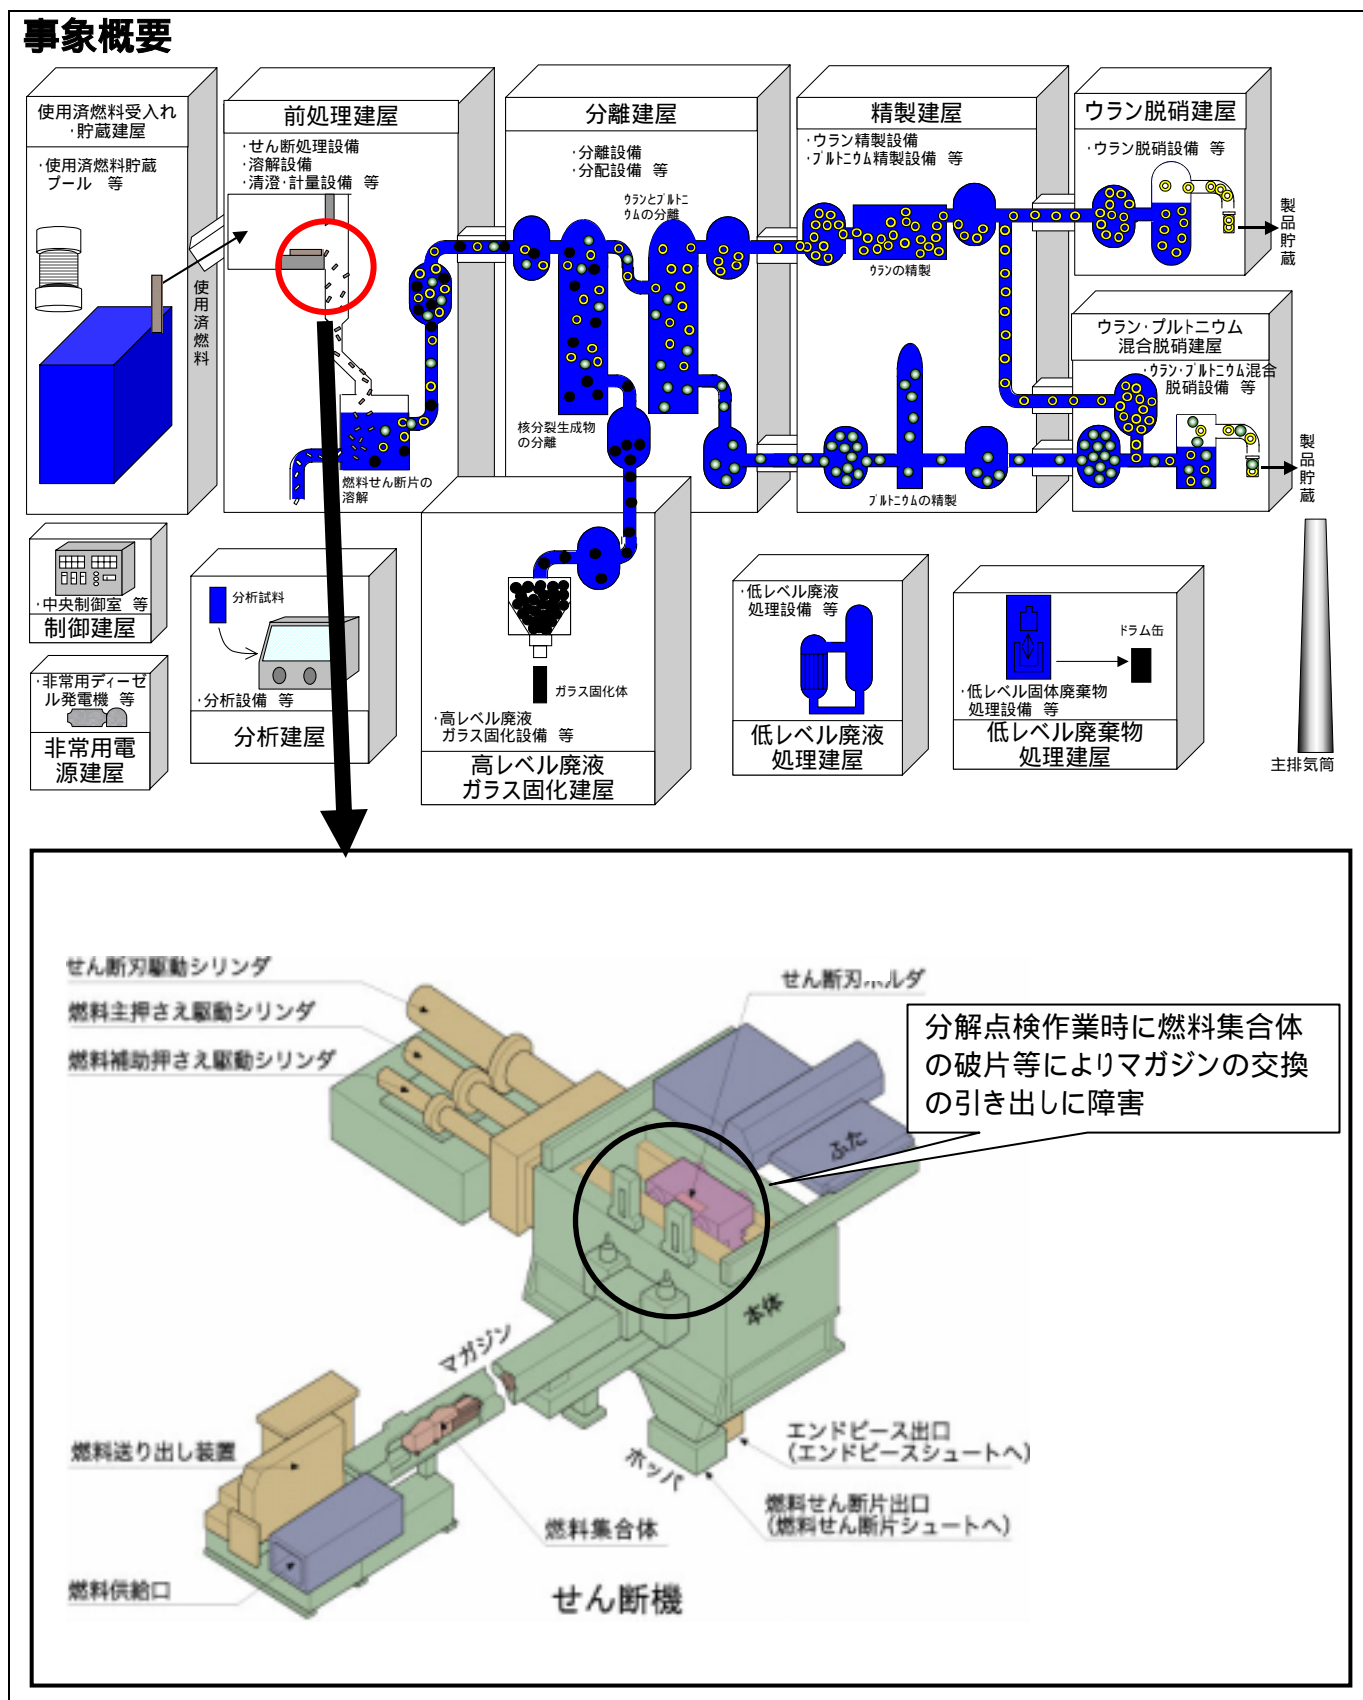 事象概要
使用済燃料受入れ
・貯蔵建屋
・使用済燃料貯蔵
プール 等
使用済燃料
前処理建屋
・せん断処理設備
・溶解設備
・清澄・計量設備 等
燃料せん断片の
溶解
分離建屋
・分離設備
・分配設備 等
ウランとプルトニ
ウムの分離
核分裂生成物
の分離
精製建屋
・ウラン精製設備
・プルトニウム精製設備 等
ウランの精製
プルトニウムの精製
ウラン脱硝建屋
・ウラン脱硝設備 等
製品貯蔵
ウラン・プルトニウム
混合脱硝建屋
・ウラン・プルトニウム混合
脱硝設備 等
製品貯蔵
・中央制御室 等
制御建屋
・非常用ディーゼ
ル発電機 等
非常用電
源建屋
分析試料
・分析設備 等
分析建屋
ガラス固化体
・高レベル廃液
ガラス固化設備 等
高レベル廃液
ガラス固化建屋
・低レベル廃液
処理設備 等
低レベル廃液
処理建屋
ドラム缶
・低レベル固体廃棄物
処理設備 等
低レベル廃棄物
処理建屋
主排気筒
せん断刃駆動シリンダ
燃料主押さえ駆動シリンダ
燃料補助押さえ駆動シリンダ
せん断刃ホルダ
分解点検作業時に燃料集合体
の破片等によりマガジンの交換
の引き出しに障害
ふた
本体
マガジン
燃料送り出し装置
ホッパ
エンドピース出口
(エンドピースシュートへ)
燃料せん断片出口
(燃料せん断片シュートへ)
燃料集合体
燃料供給口
せん断機